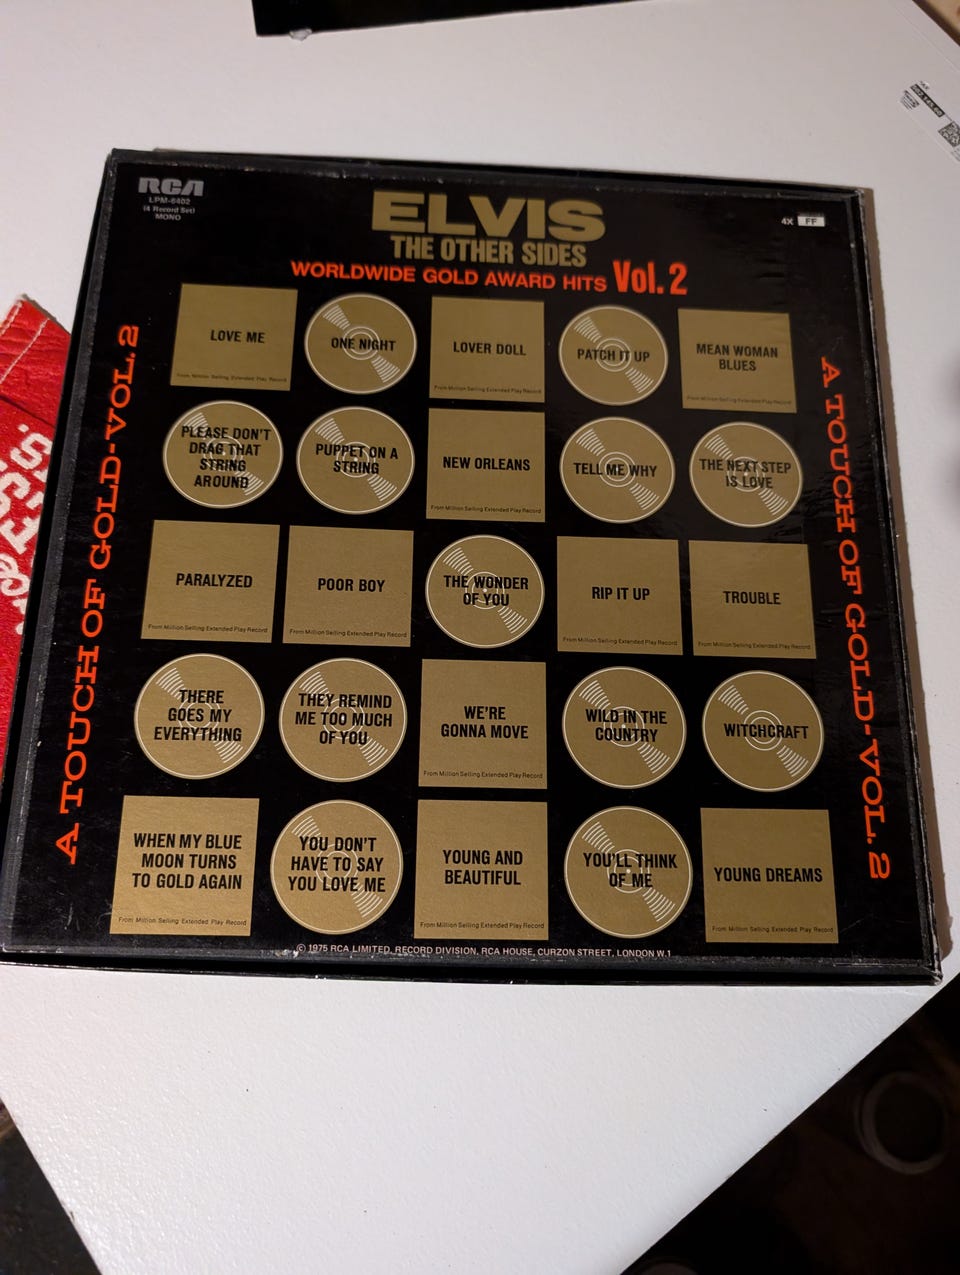 RCA
LPM-6402
(4 Record Set)
MONO
ELVIS
THE OTHER SIDES
WORLDWIDE GOLD AWARD HITS Vol. 2
4X FF
A TOUCH OF GOLD-VOL. 2
LOVE ME
From Million Selling Extended Play Record
ONE NIGHT
LOVER DOLL
From Million Selling Extended Play Record
PATCH IT UP
MEAN WOMAN
BLUES
From Million Selling Extended Play Record
PLEASE DON'T
DRAG THAT
STRING
AROUND
PUPPET ON A
STRING
NEW ORLEANS
From Million Selling Extended Play Record
TELL ME WHY
THE NEXT STEP
IS LOVE
PARALYZED
From Million Selling Extended Play Record
POOR BOY
From Million Selling Extended Play Record
THE WONDER
OF YOU
RIP IT UP
From Million Selling Extended Play Record
TROUBLE
From Million Selling Extended Play Record
THERE
GOES MY
EVERYTHING
THEY REMIND
ME TOO MUCH
OF YOU
WE'RE
GONNA MOVE
From Million Selling Extended Play Record
WILD IN THE
COUNTRY
WITCHCRAFT
WHEN MY BLUE
MOON TURNS
TO GOLD AGAIN
From Million Selling Extended Play Record
YOU DON'T
HAVE TO SAY
YOU LOVE ME
YOUNG AND
BEAUTIFUL
From Million Selling Extended Play Record
YOU'LL THINK
OF ME
YOUNG DREAMS
From Million Selling Extended Play Record
A TOUCH OF GOLD-VOL. 2
© 1975 RCA LIMITED, RECORD DIVISION, RCA HOUSE, CURZON STREET, LONDON W.1